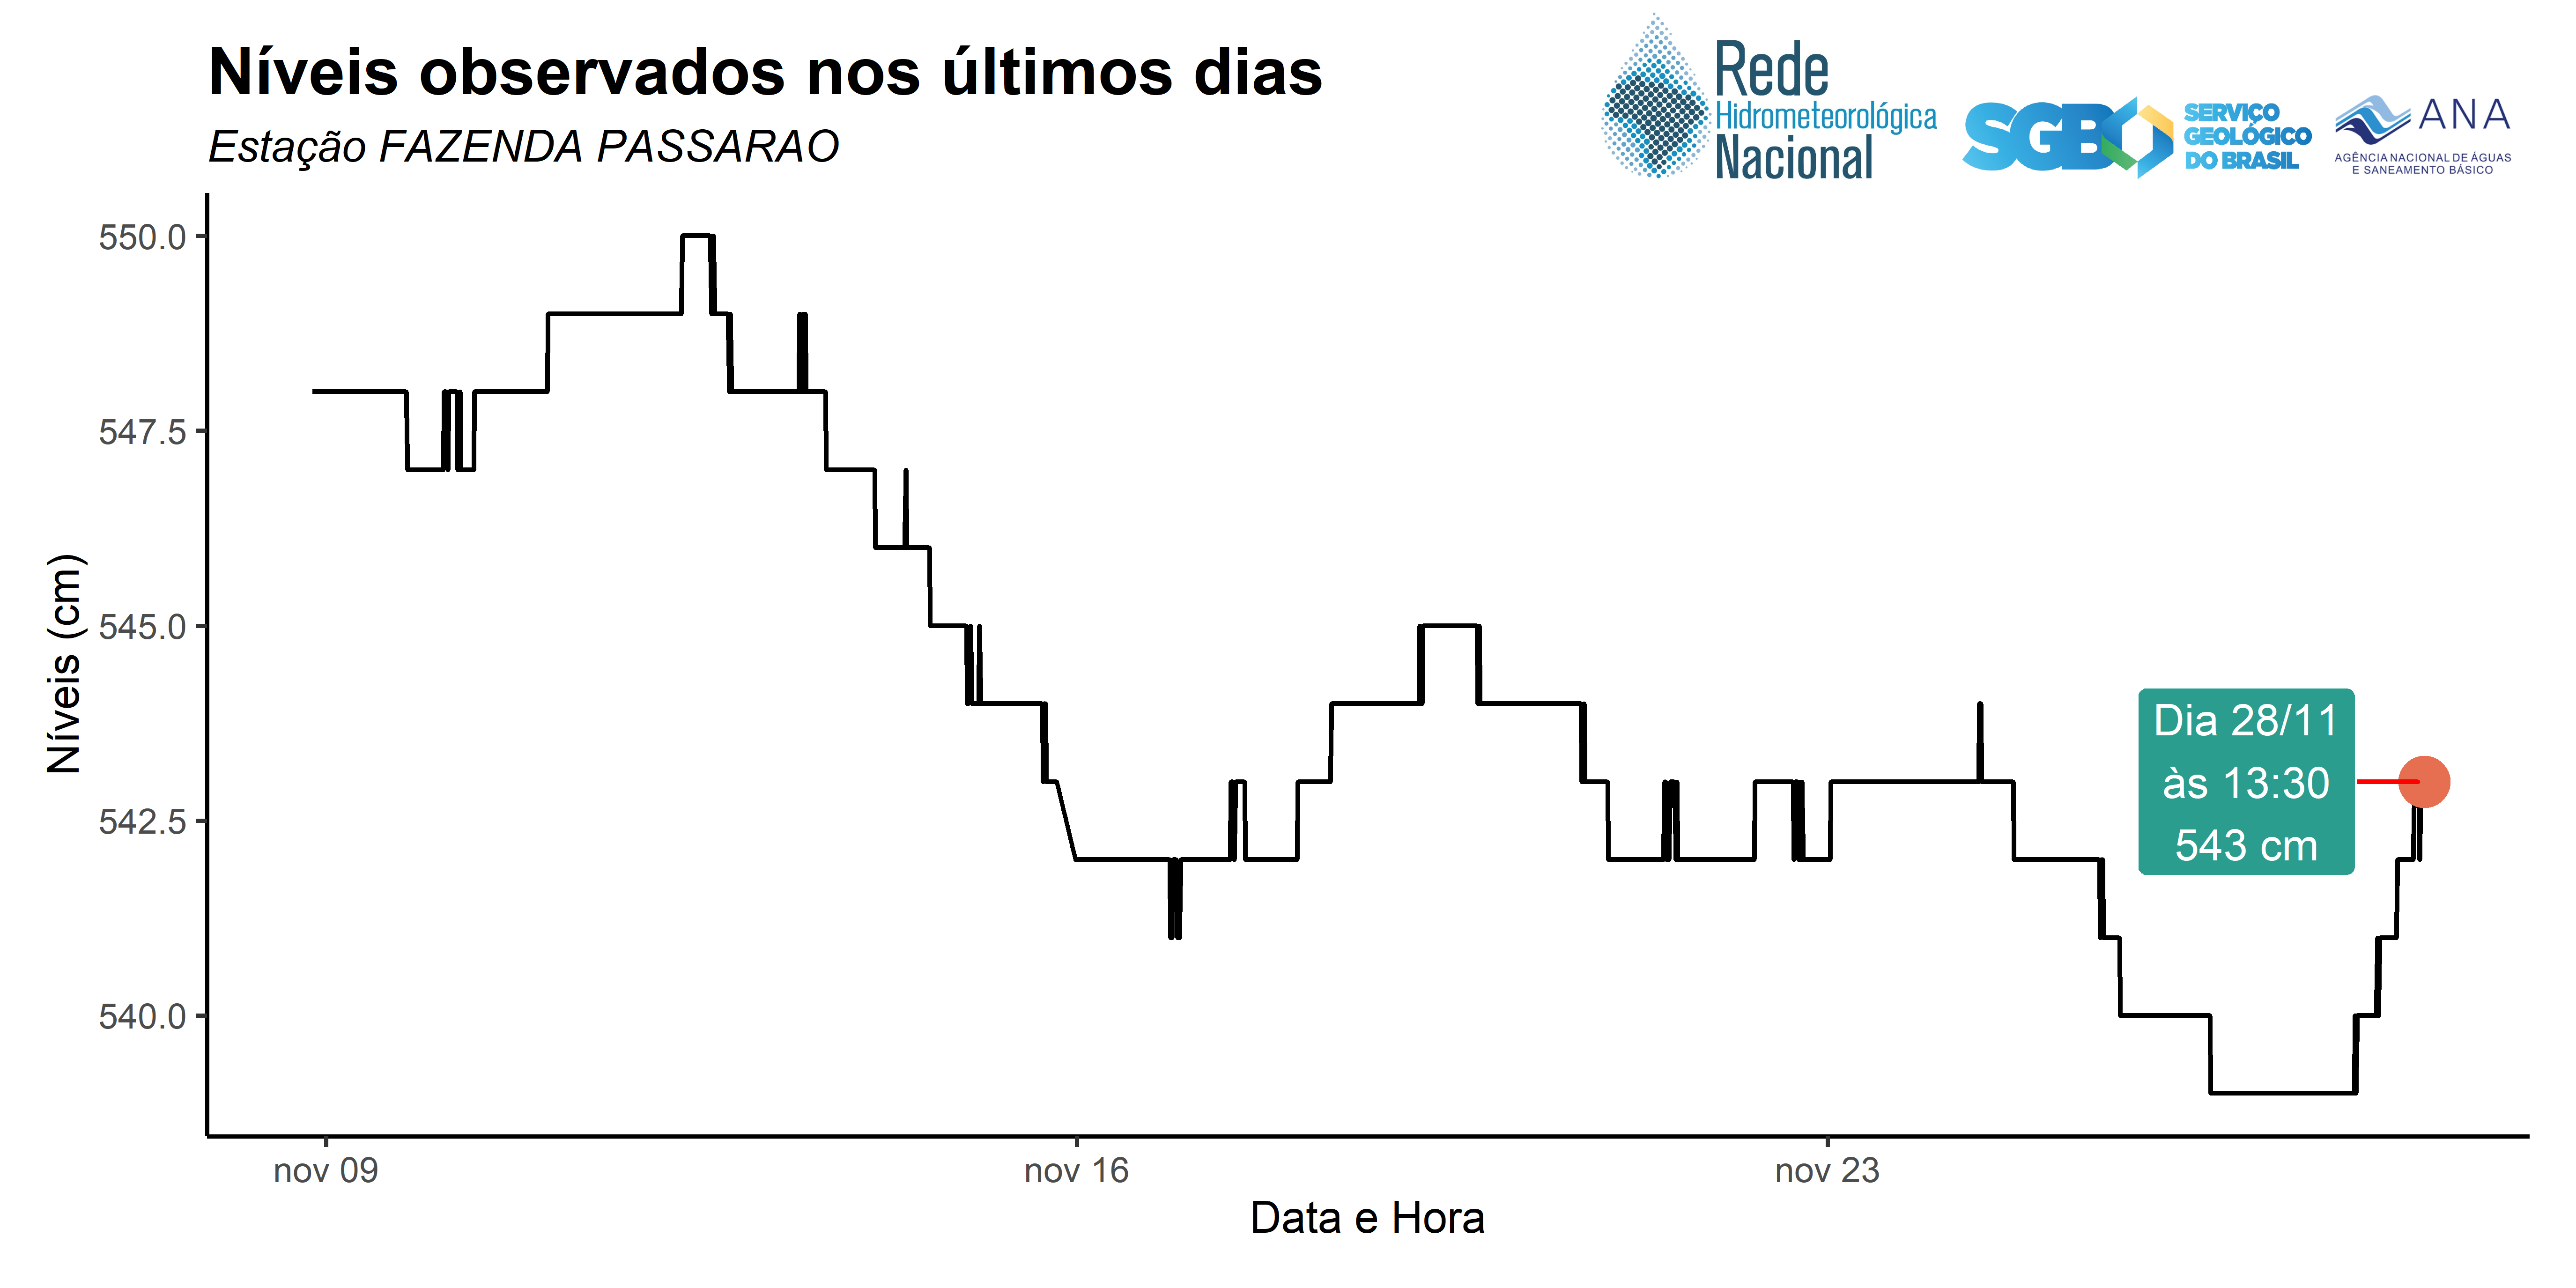 Níveis observados nos últimos dias
Estação FAZENDA PASSARAO
Rede
Hidrometeorológica
Nacional
SGB
SERVIÇO
GEOLÓGICO
DO BRASIL
ANA
AGÊNCIA NACIONAL DE ÁGUAS
E SANEAMENTO BÁSICO
Níveis (cm)
550.0
547.5
545.0
542.5
540.0
Dia 28/11
às 13:30
543 cm
nov 09
nov 16
nov 23
Data e Hora